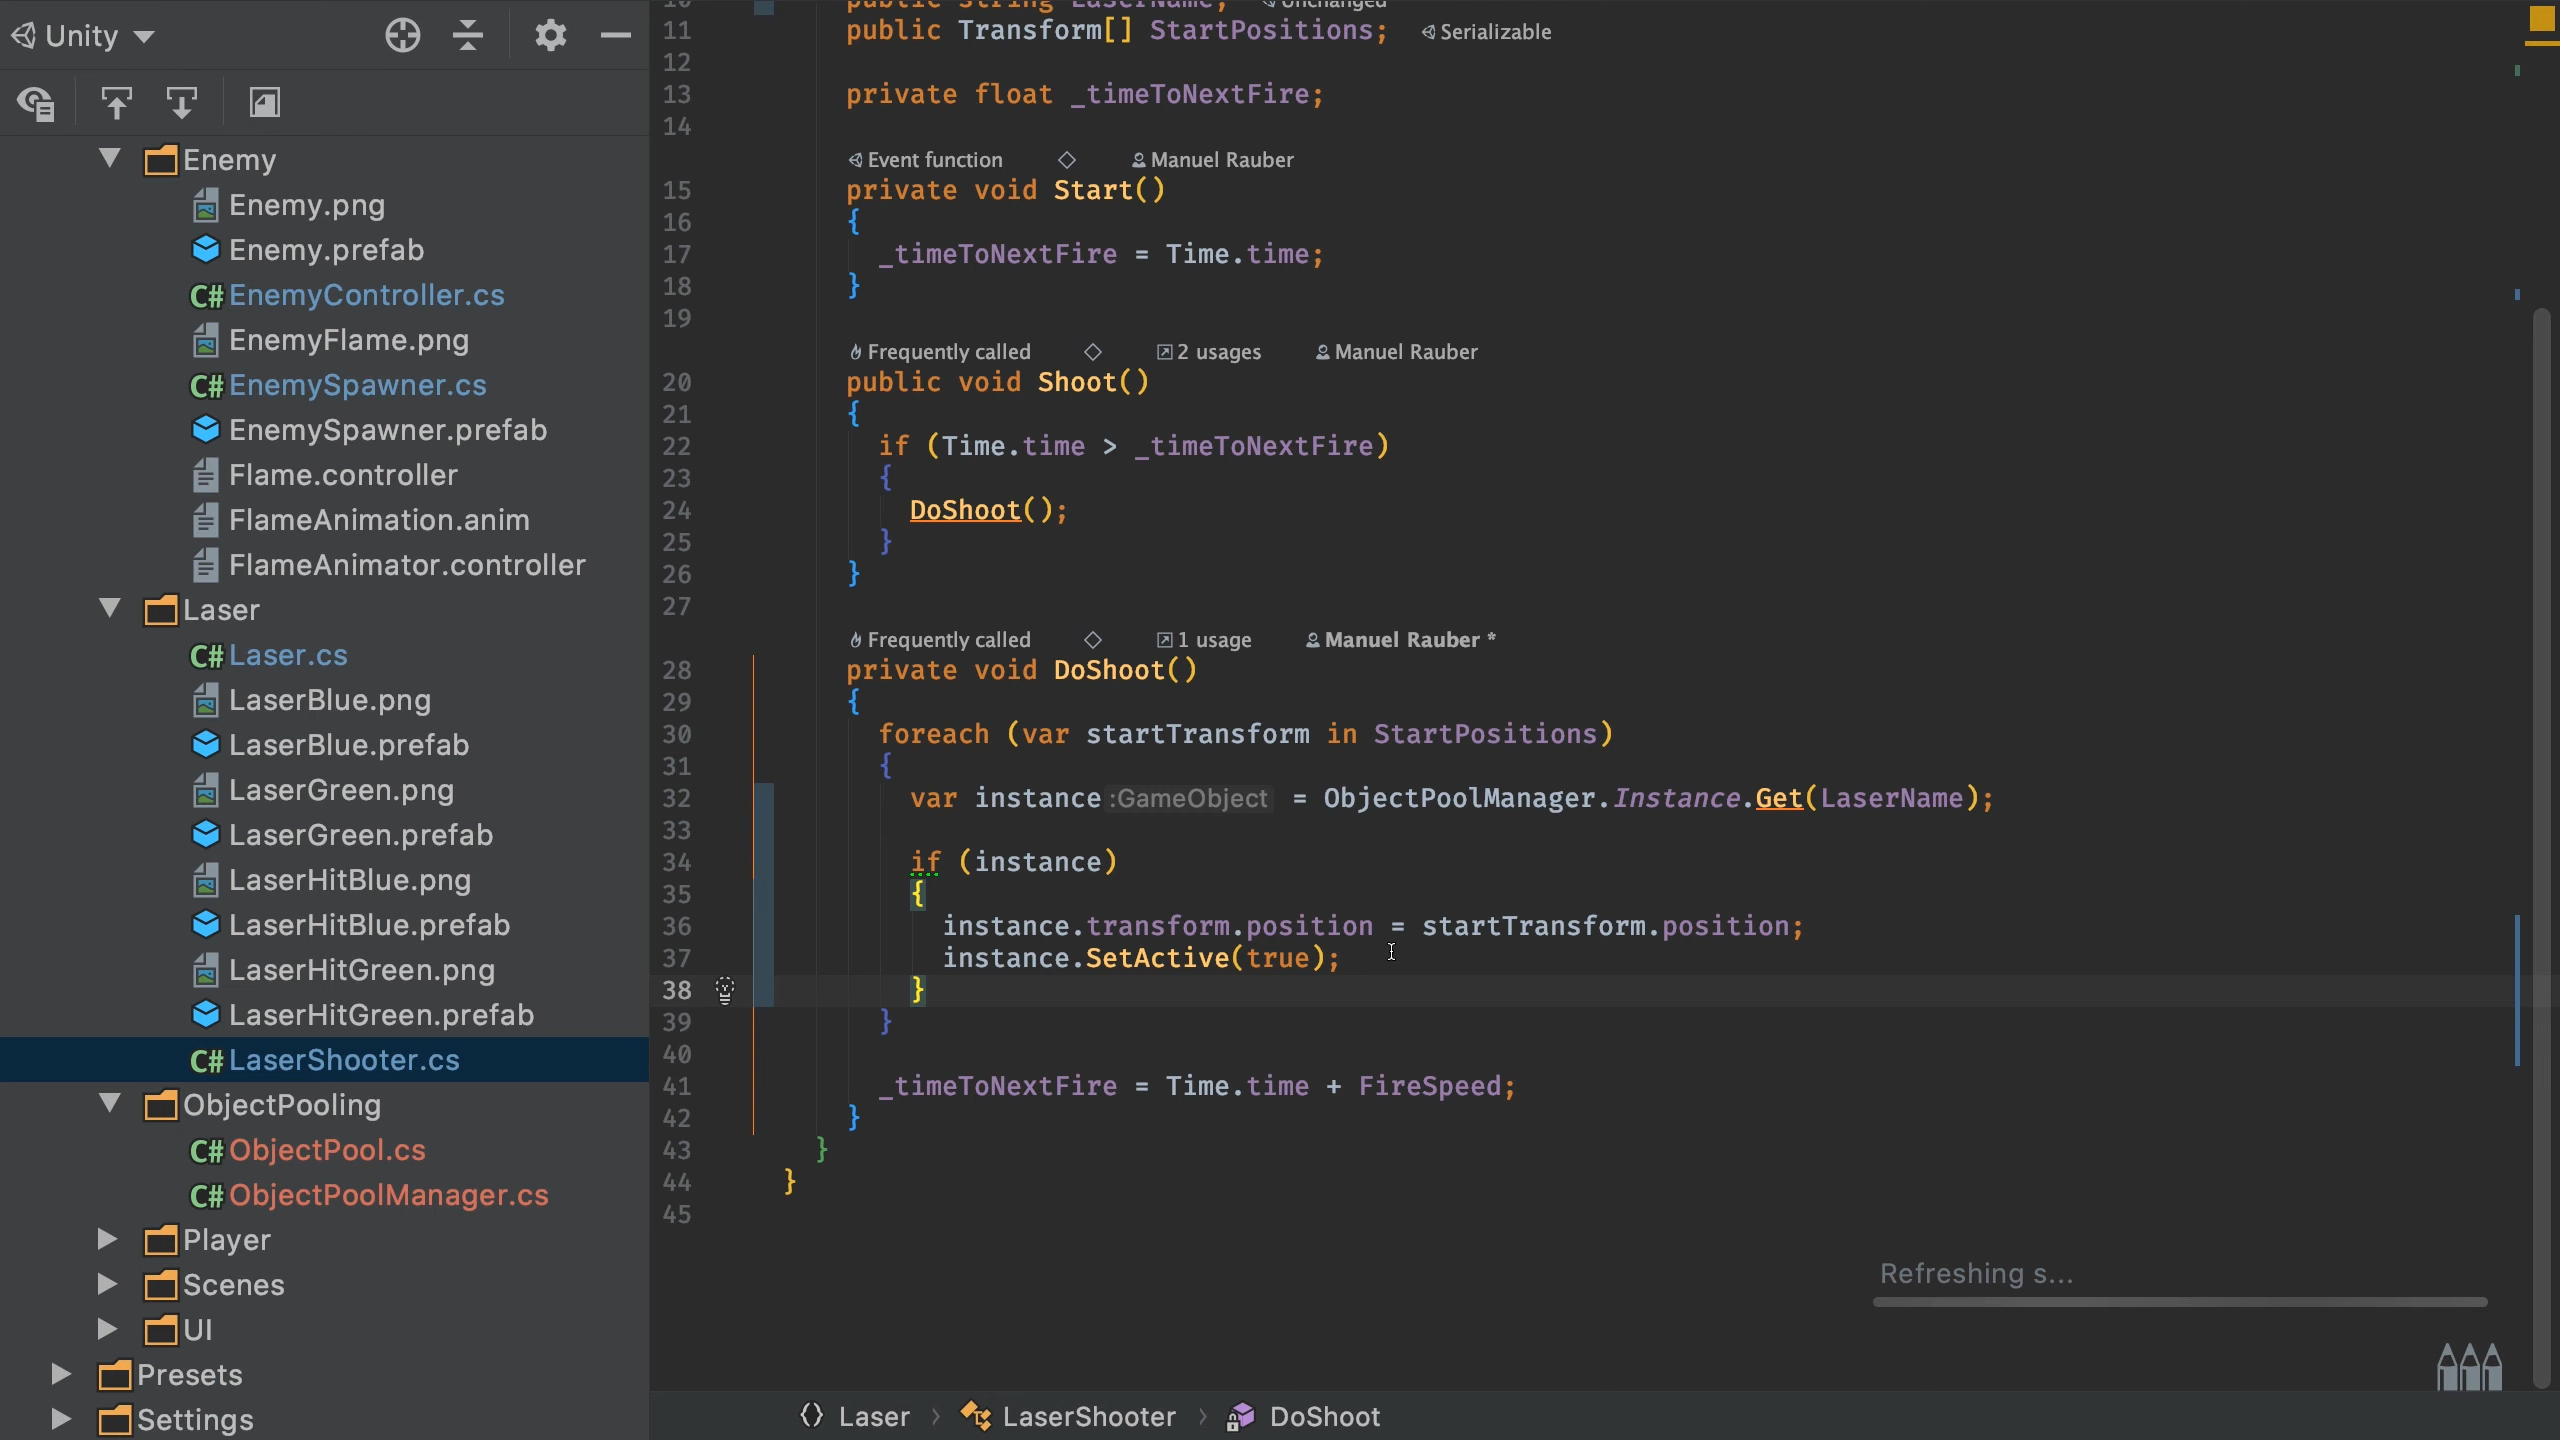 Unity
Enemy
Enemy.png
Enemy.prefab
C# EnemyController.cs
EnemyFlame.png
C# EnemySpawner.cs
EnemySpawner.prefab
Flame.controller
FlameAnimation.anim
FlameAnimator.controller
Laser
C# Laser.cs
LaserBlue.png
LaserBlue.prefab
LaserGreen.png
LaserGreen.prefab
LaserHitBlue.png
LaserHitBlue.prefab
LaserHitGreen.png
LaserHitGreen.prefab
C# LaserShooter.cs
ObjectPooling
C# ObjectPool.cs
C# ObjectPoolManager.cs
Player
Scenes
UI
Presets
Settings
10 public string LaserName; Unchanged
11 public Transform[] StartPositions; Serializable
12
13 private float _timeToNextFire;
14
Event function Manuel Rauber
15 private void Start()
16 {
17 _timeToNextFire = Time.time;
18 }
19
Frequently called 2 usages Manuel Rauber
20 public void Shoot()
21 {
22 if (Time.time > _timeToNextFire)
23 {
24 DoShoot();
25 }
26 }
27
Frequently called 1 usage Manuel Rauber *
28 private void DoShoot()
29 {
30 foreach (var startTransform in StartPositions)
31 {
32 var instance :GameObject = ObjectPoolManager.Instance.Get(LaserName);
33
34 if (instance)
35 {
36 instance.transform.position = startTransform.position;
37 instance.SetActive(true);
38 }
39 }
40
41 _timeToNextFire = Time.time + FireSpeed;
42 }
43 }
44 }
45
Refreshing s...
{} Laser › LaserShooter › DoShoot